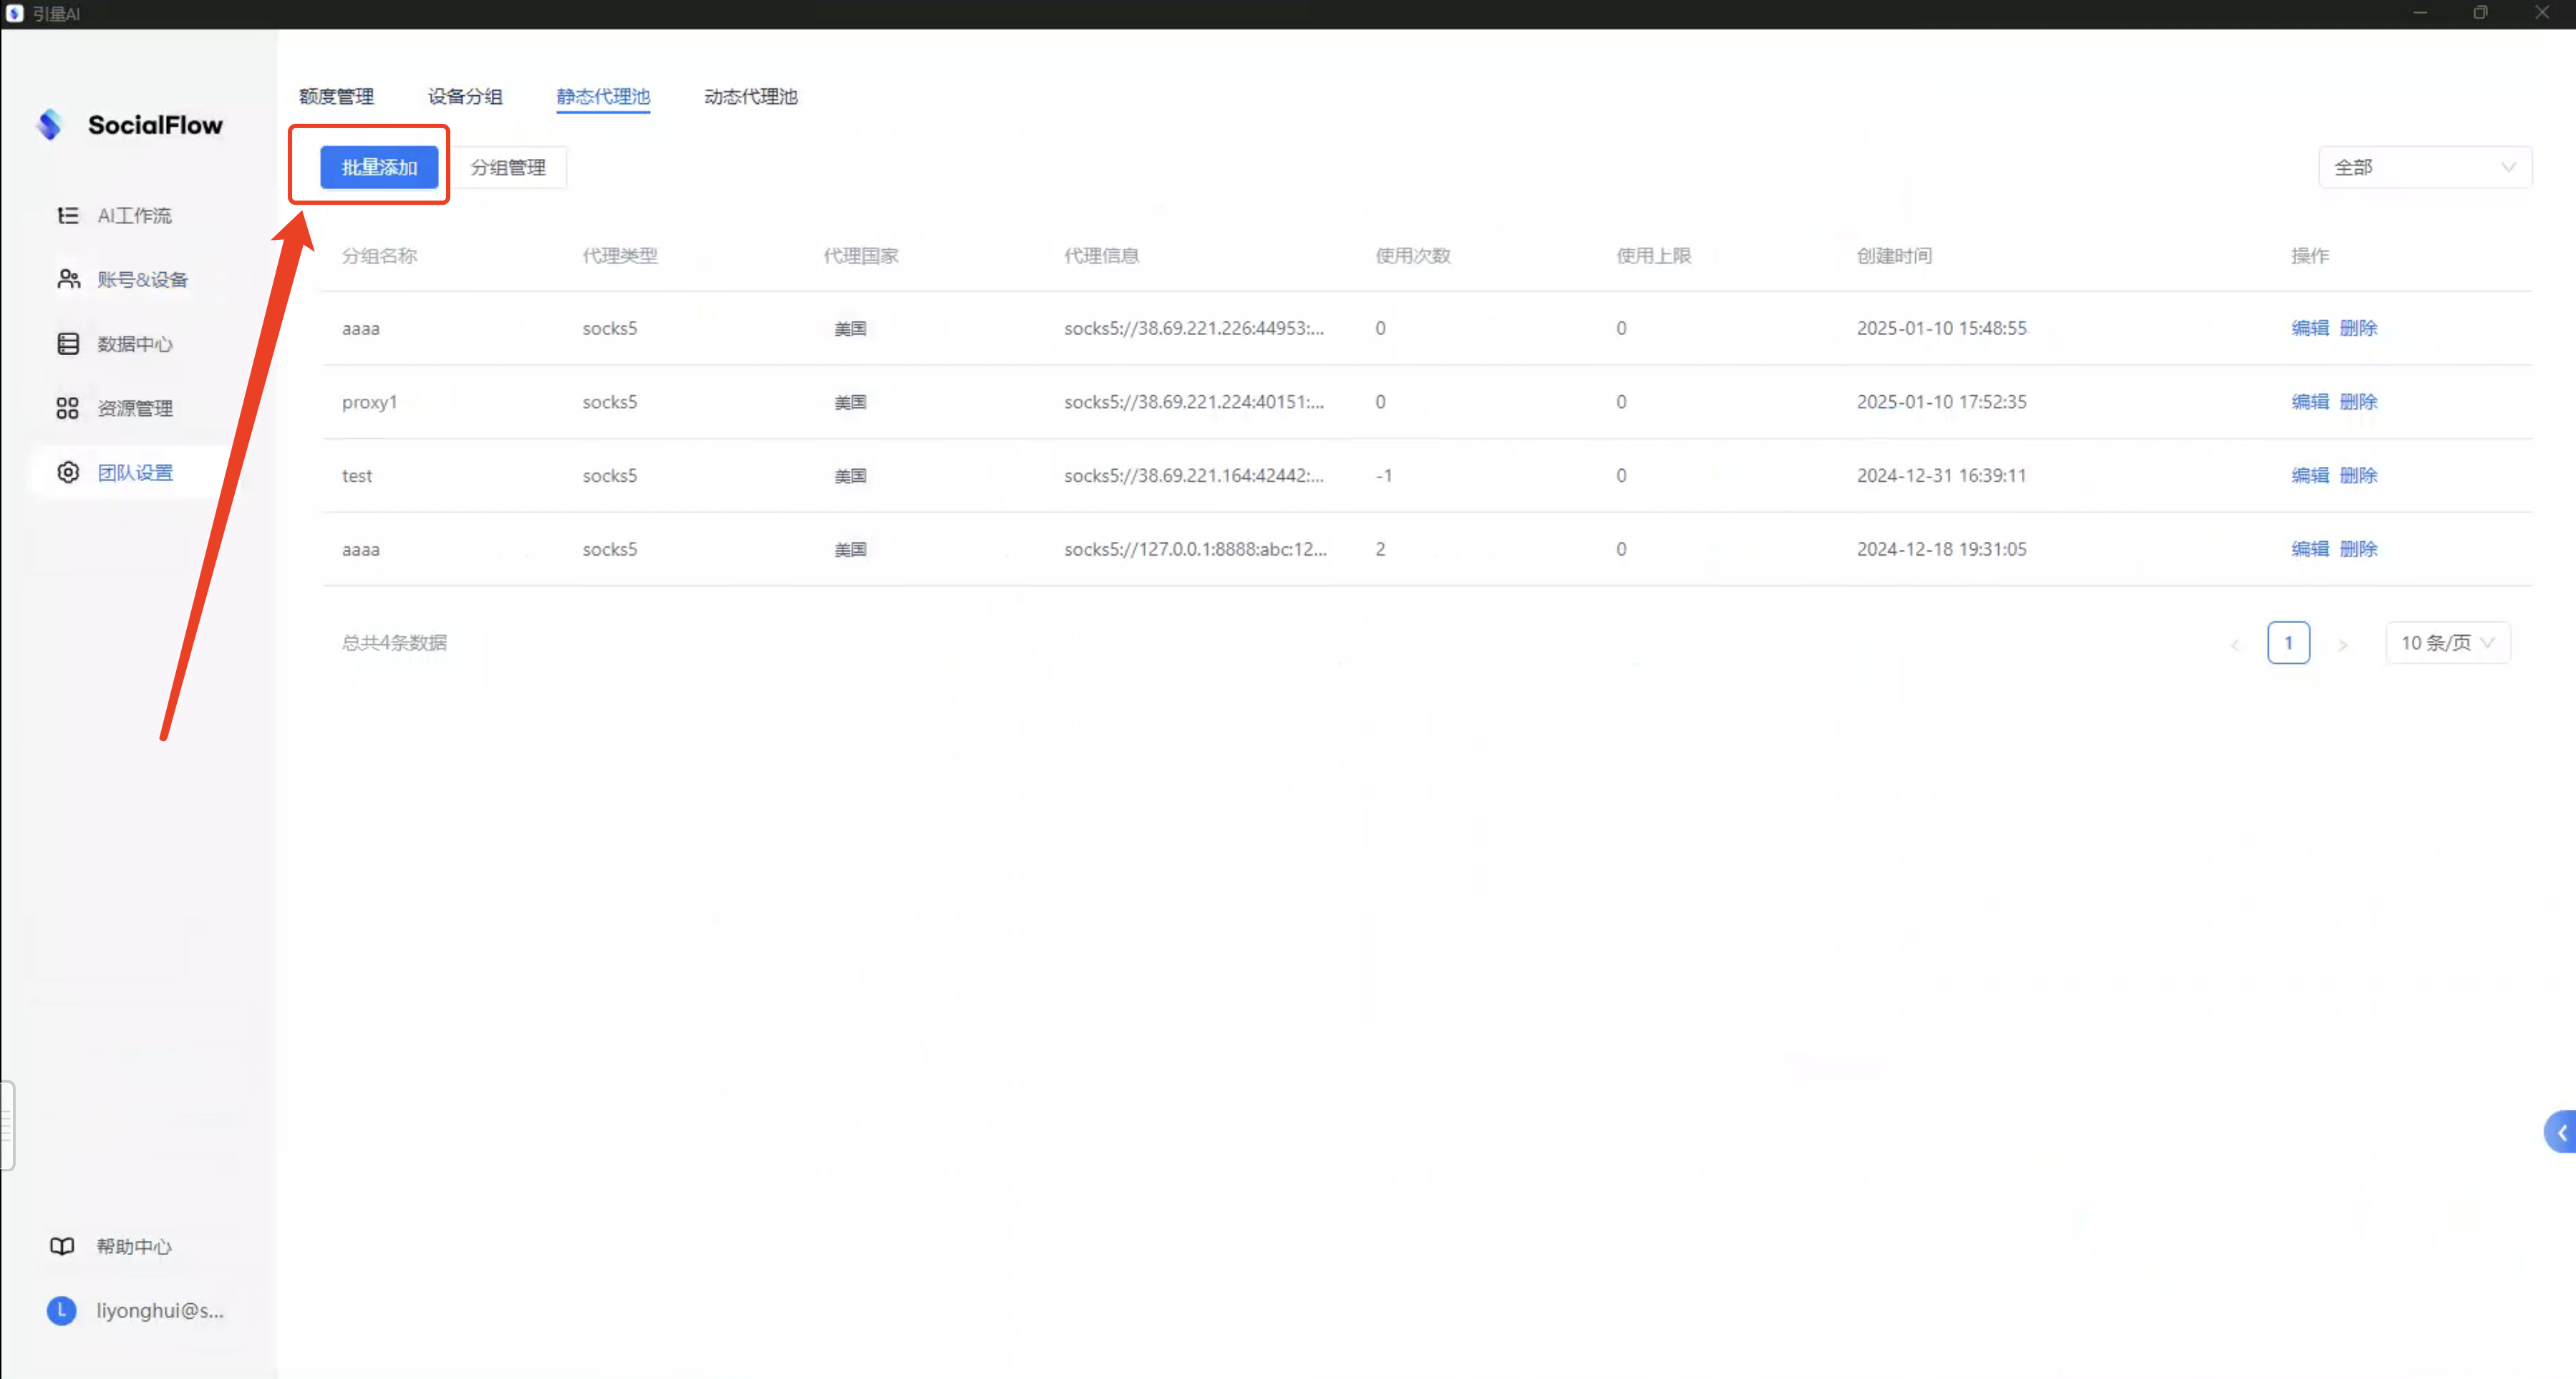 引量AI
SocialFlow
AI工作流
账号&设备
数据中心
资源管理
团队设置
帮助中心
L liyonghui@s...
额度管理 设备分组 静态代理池 动态代理池
批量添加 分组管理 全部
分组名称 代理类型 代理国家 代理信息 使用次数 使用上限 创建时间 操作
aaaa socks5 美国 socks5://38.69.221.226:44953:... 0 0 2025-01-10 15:48:55 编辑 删除
proxy1 socks5 美国 socks5://38.69.221.224:40151:... 0 0 2025-01-10 17:52:35 编辑 删除
test socks5 美国 socks5://38.69.221.164:42442:... -1 0 2024-12-31 16:39:11 编辑 删除
aaaa socks5 美国 socks5://127.0.0.1:8888:abc:12... 2 0 2024-12-18 19:31:05 编辑 删除
总共4条数据 < 1 > 10 条/页